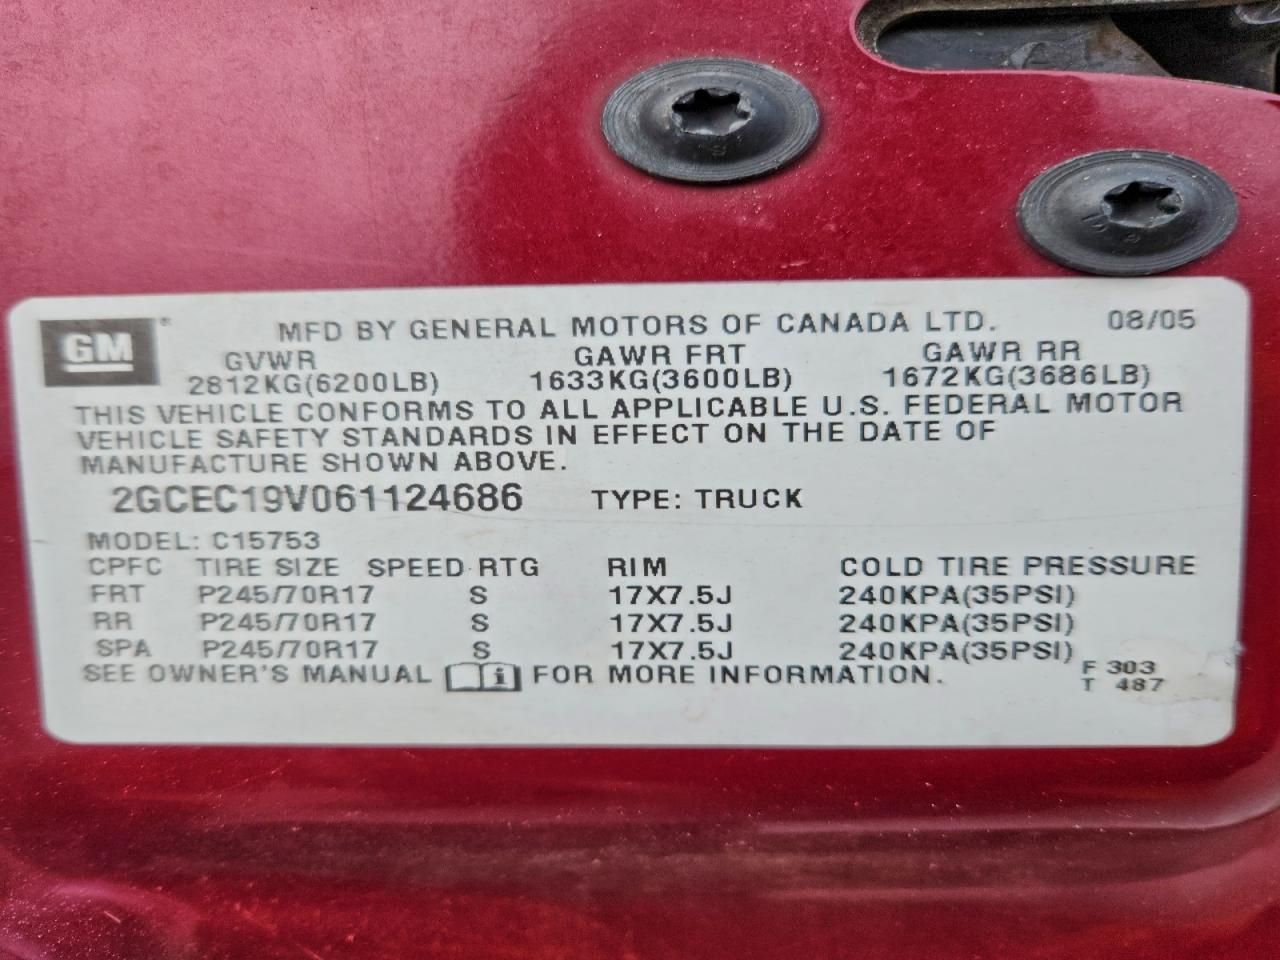 GM® MFD BY GENERAL MOTORS OF CANADA LTD. 08/05
GVWR GAWR FRT GAWR RR
2812KG(6200LB) 1633KG(3600LB) 1672KG(3686LB)
THIS VEHICLE CONFORMS TO ALL APPLICABLE U.S. FEDERAL MOTOR
VEHICLE SAFETY STANDARDS IN EFFECT ON THE DATE OF
MANUFACTURE SHOWN ABOVE.
2GCEC19V061124686 TYPE: TRUCK
MODEL: C15753
CPFC TIRE SIZE SPEED RTG RIM COLD TIRE PRESSURE
FRT P245/70R17 S 17X7.5J 240KPA(35PSI)
RR P245/70R17 S 17X7.5J 240KPA(35PSI)
SPA P245/70R17 S 17X7.5J 240KPA(35PSI)
SEE OWNER'S MANUAL i FOR MORE INFORMATION. F 303
T 487